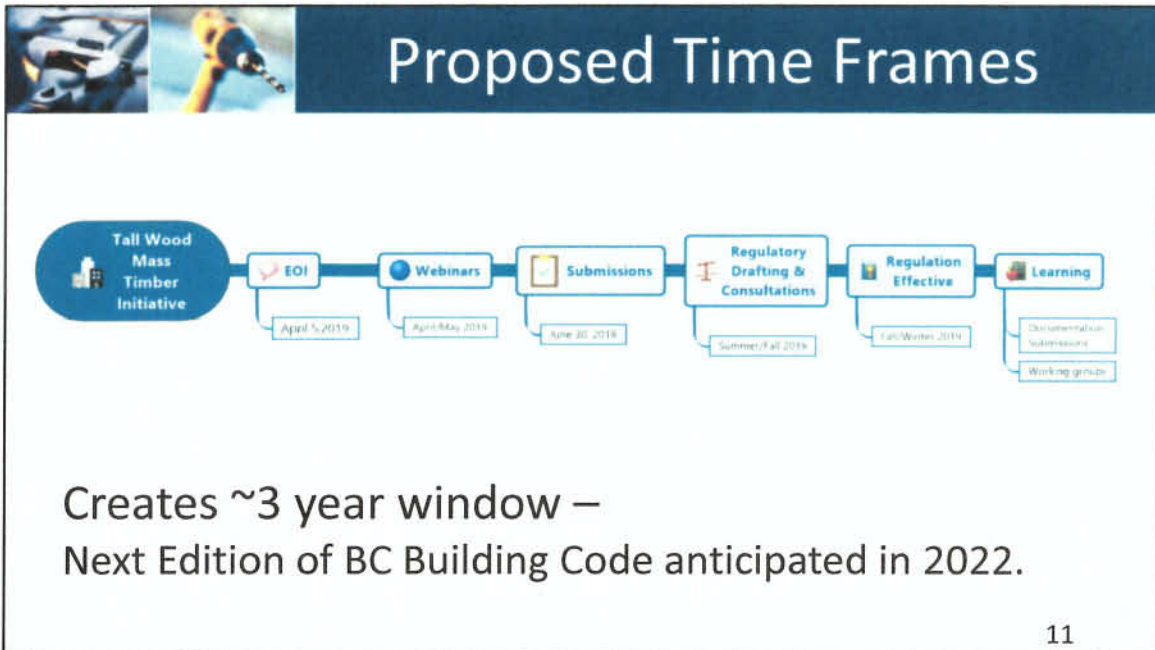 Proposed Time Frames
Tall Wood
Mass
Timber
Initiative
EOI
April 5 2019
Webinars
April/May 2019
Submissions
June 30, 2019
Regulatory
Drafting &
Consultations
Summer/Fall 2019
Regulation
Effective
Fall/Winter 2019
Learning
Documentation
Submissions
Working groups
Creates ~3 year window –
Next Edition of BC Building Code anticipated in 2022.
11